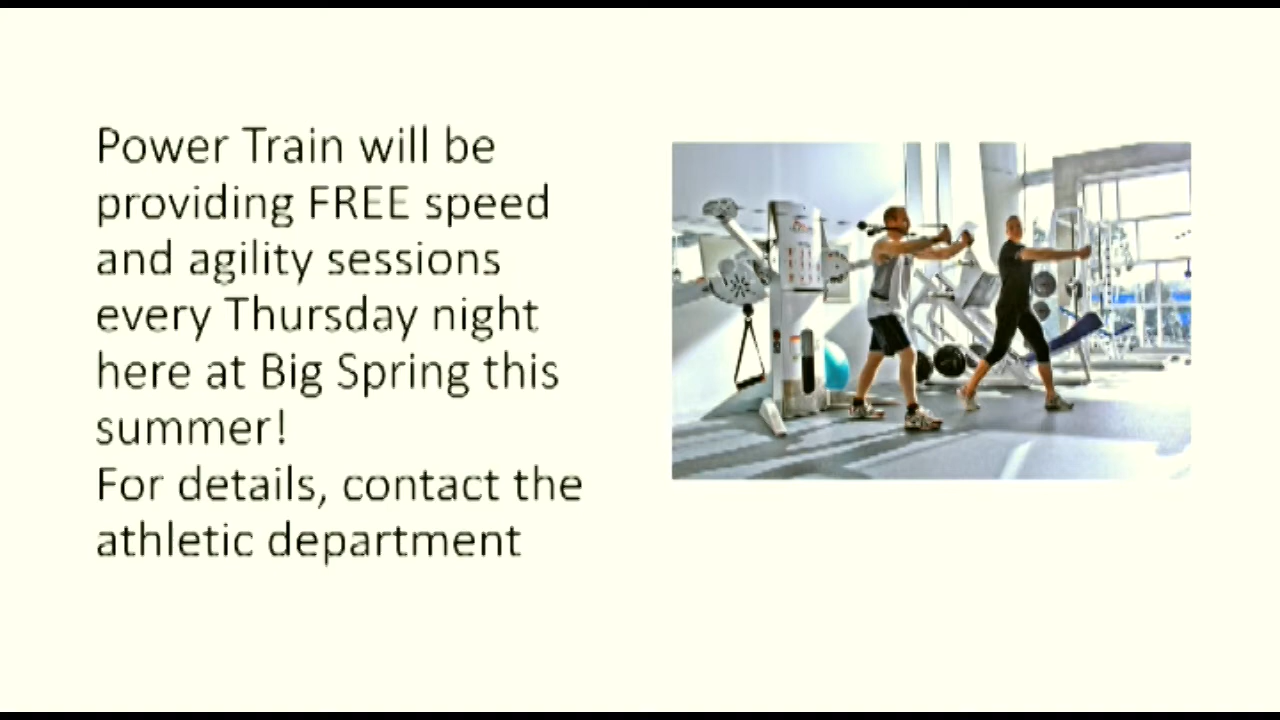 Power Train will be
providing FREE speed
and agility sessions
every Thursday night
here at Big Spring this
summer!
For details, contact the
athletic department